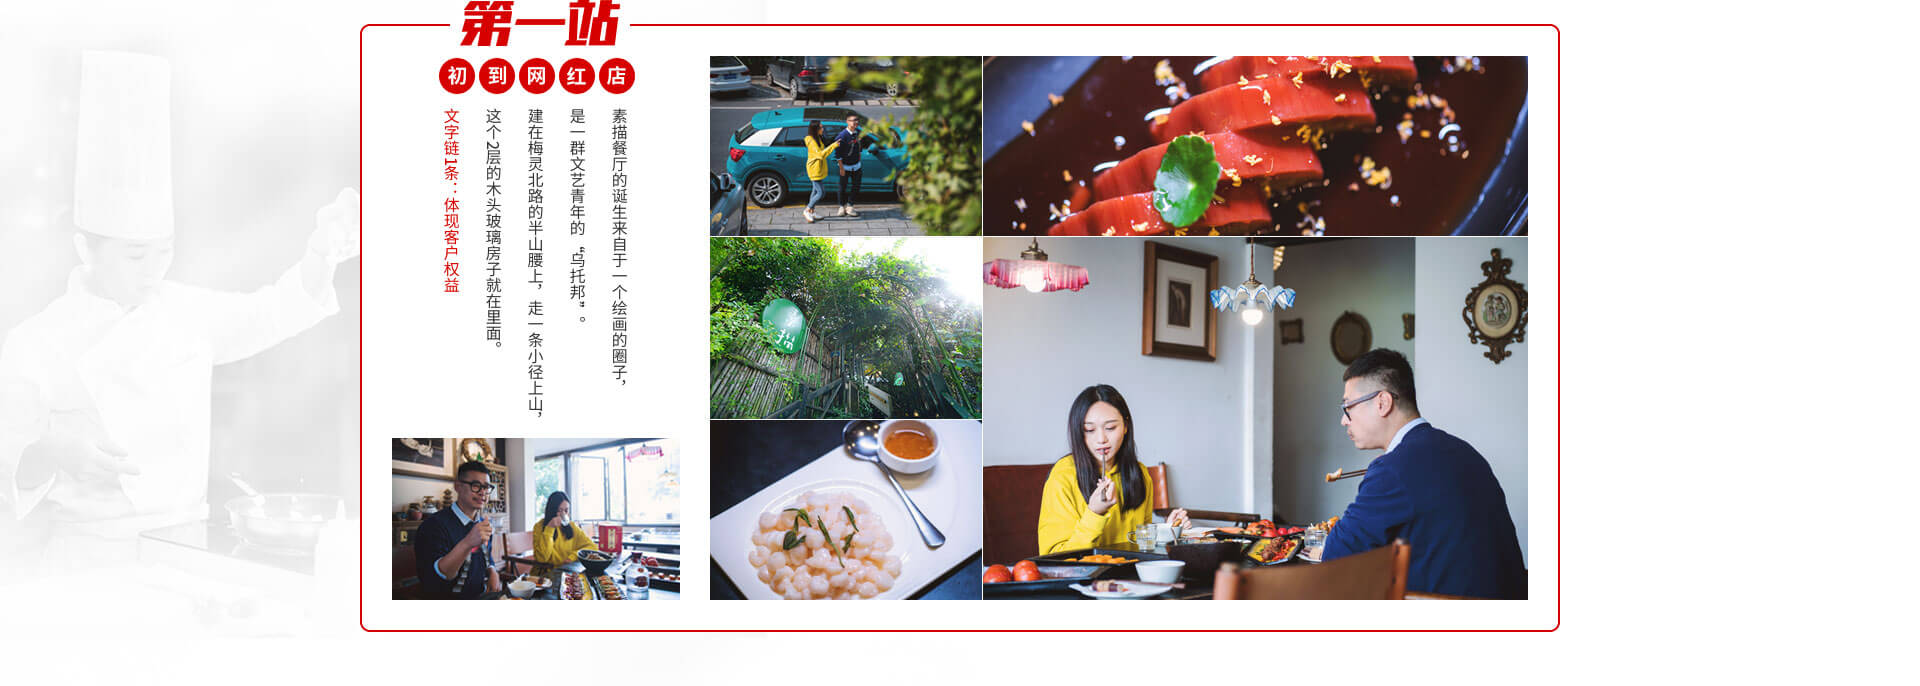 第一站
初到网红店
素描餐厅的诞生来自于一个绘画的圈子，
是一群文艺青年的“乌托邦”。
建在梅灵北路的半山腰上，走一条小径上山，
这个2层的木头玻璃房子就在里面。
文字链1条：体现客户权益